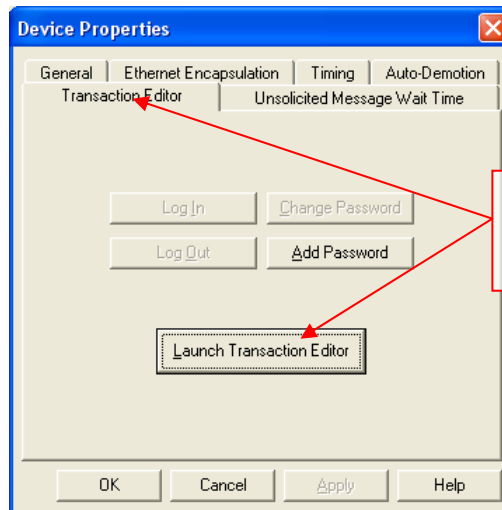 Device Properties
General Ethernet Encapsulation Timing Auto-Demotion
Transaction Editor Unsolicited Message Wait Time
Log In Change Password
Log Out Add Password
Launch Transaction Editor
OK Cancel Apply Help